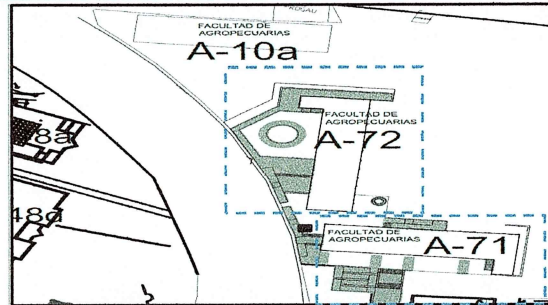 FACULTAD DE
AGROPECUARIAS
A-10a
FACULTAD DE
AGROPECUARIAS
A-72
8a
48d
FACULTAD DE
AGROPECUARIAS
A-71